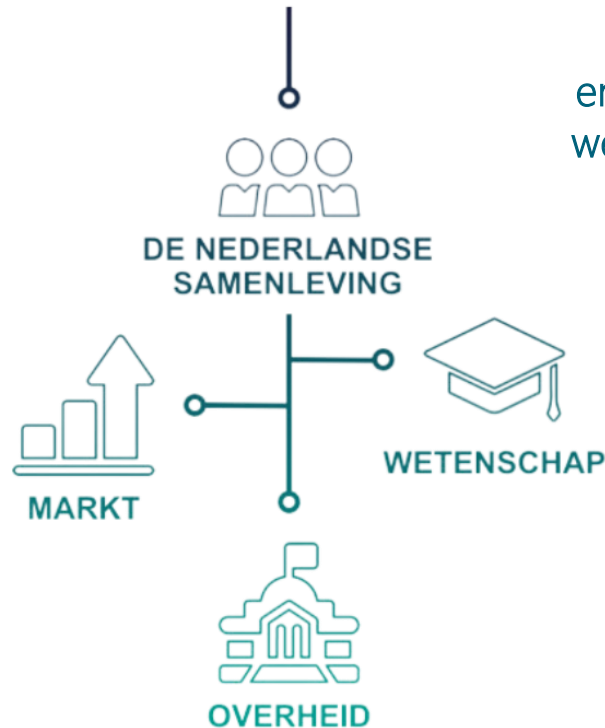 DE NEDERLANDSE
SAMENLEVING
WETENSCHAP
MARKT
OVERHEID